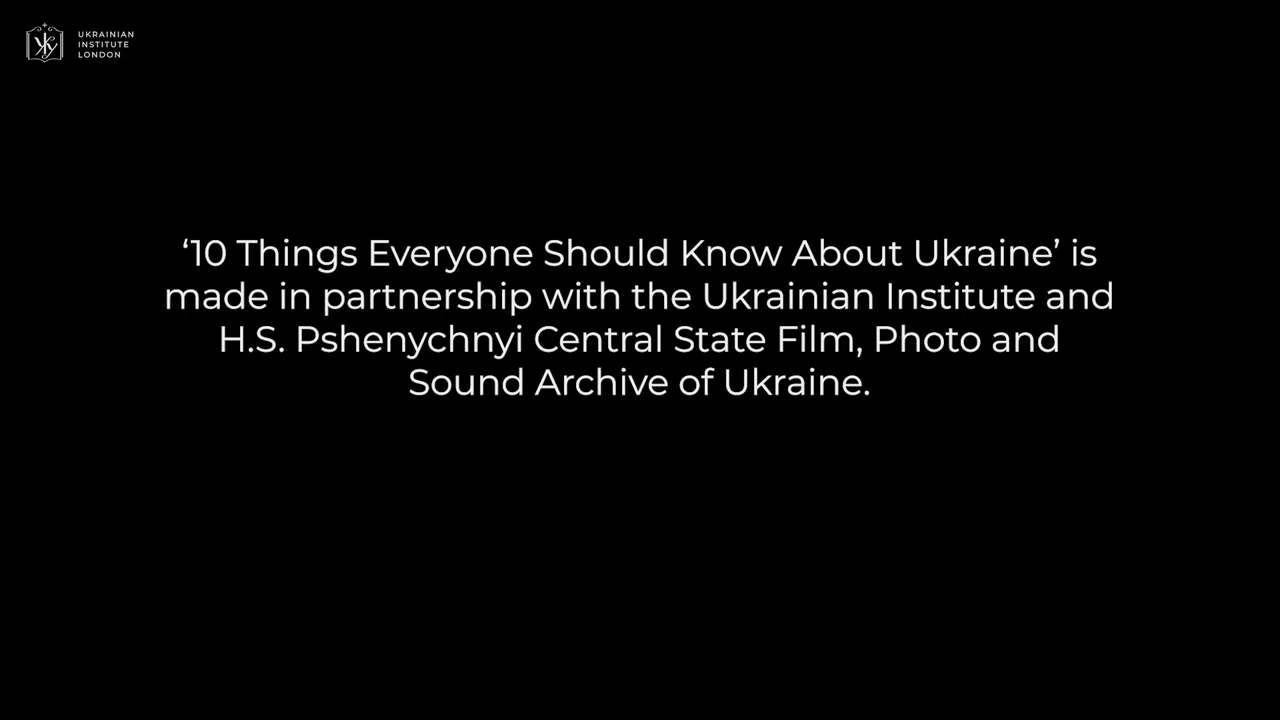 UKRAINIAN
INSTITUTE
LONDON
‘10 Things Everyone Should Know About Ukraine’ is
made in partnership with the Ukrainian Institute and
H.S. Pshenychnyi Central State Film, Photo and
Sound Archive of Ukraine.